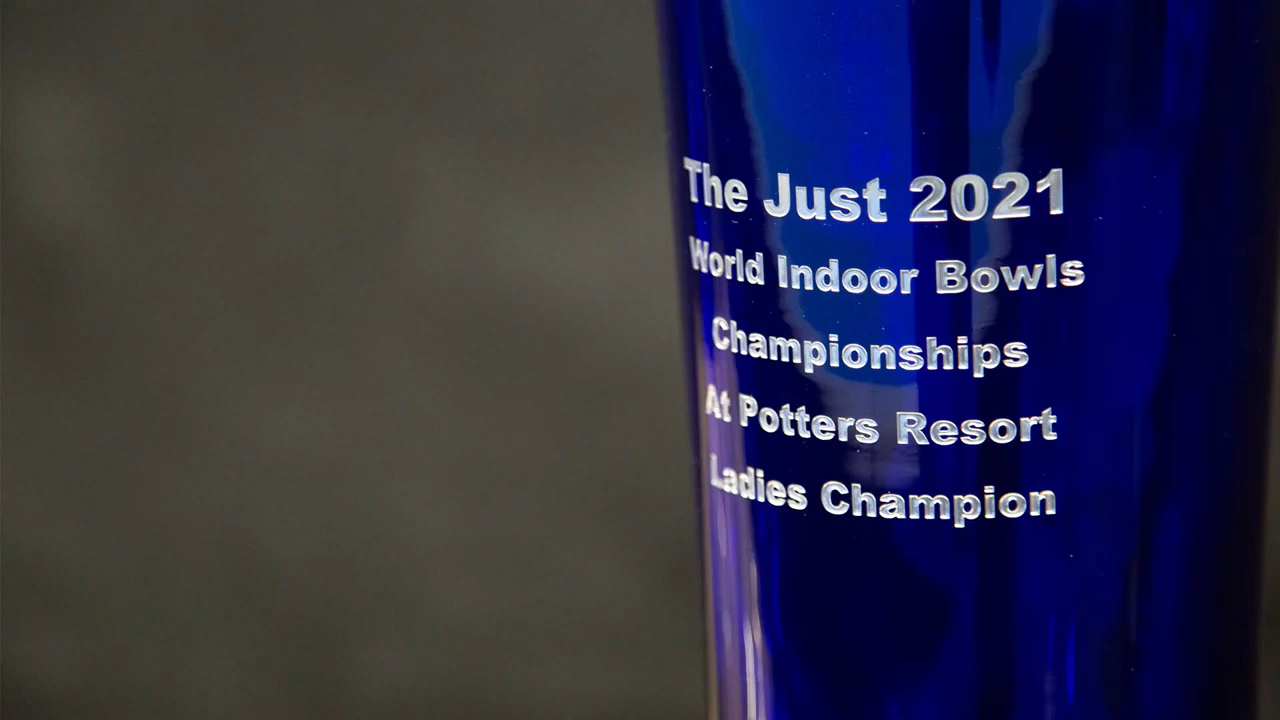 The Just 2021
World Indoor Bowls
Championships
At Potters Resort
Ladies Champion